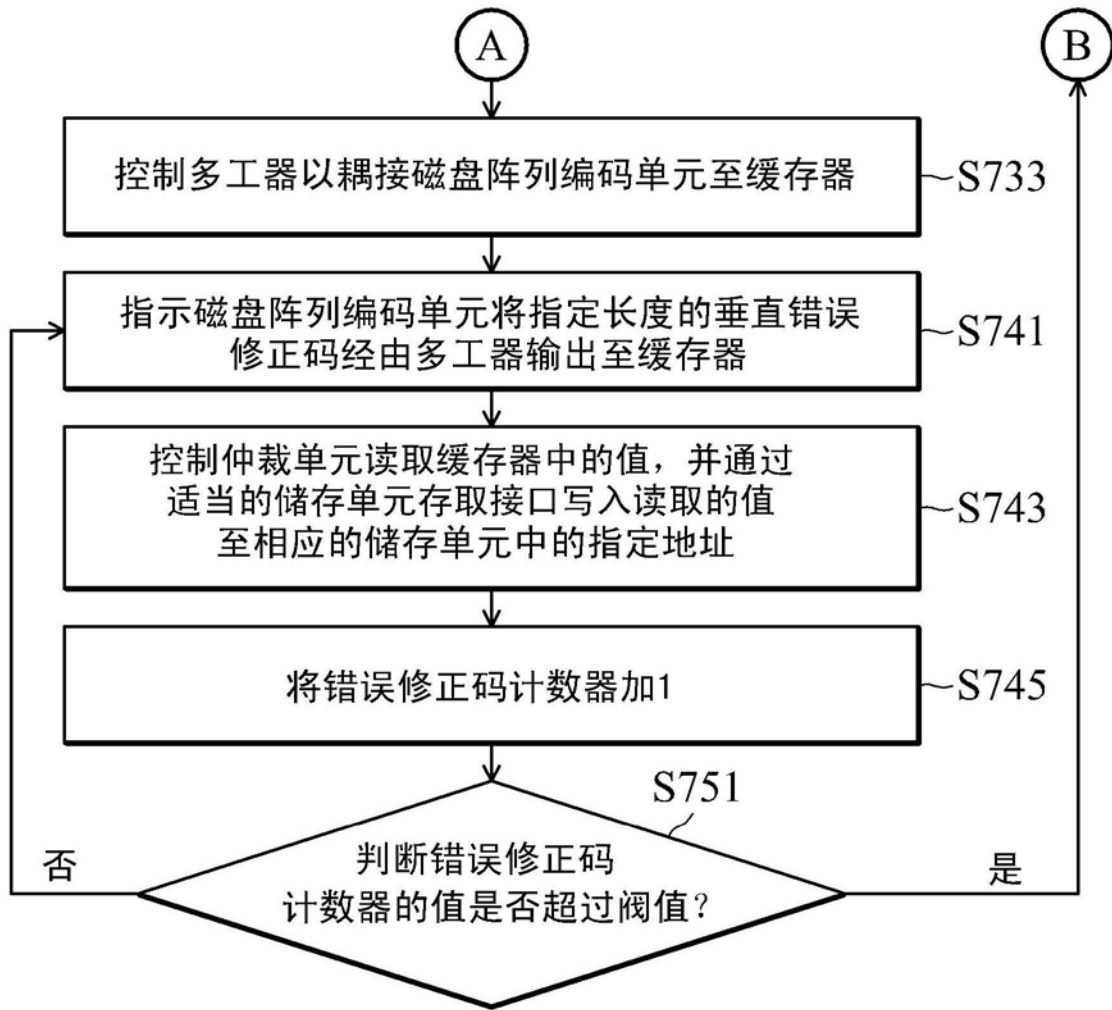 A
B
控制多工器以耦接磁盘阵列编码单元至缓存器
S733
指示磁盘阵列编码单元将指定长度的垂直错误
修正码经由多工器输出至缓存器
S741
控制仲裁单元读取缓存器中的值，并通过
适当的储存单元存取接口写入读取的值
至相应的储存单元中的指定地址
S743
将错误修正码计数器加1
S745
S751
判断错误修正码
计数器的值是否超过阀值？
否
是